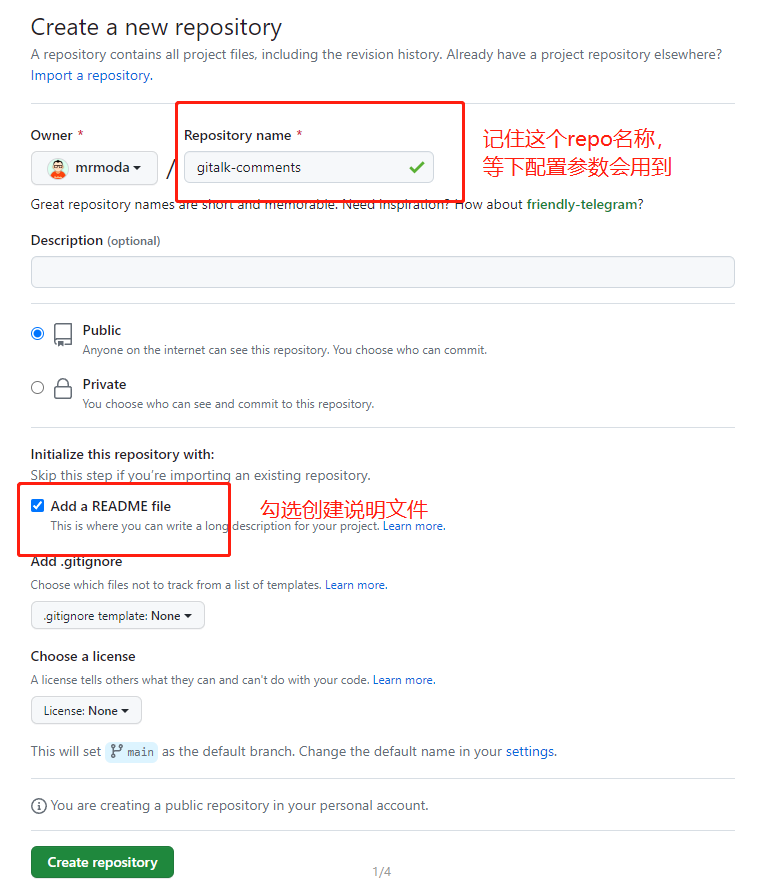 Create a new repository
A repository contains all project files, including the revision history. Already have a project repository elsewhere?
Import a repository.
Owner *
Repository name *
mrmoda
/
gitalk-comments
记住这个repo名称，
等下配置参数会用到
Great repository names are short and memorable. Need inspiration? How about friendly-telegram?
Description (optional)
Public
Anyone on the internet can see this repository. You choose who can commit.
Private
You choose who can see and commit to this repository.
Initialize this repository with:
Skip this step if you're importing an existing repository.
Add a README file
勾选创建说明文件
This is where you can write a long description for your project. Learn more.
Add .gitignore
Choose which files not to track from a list of templates. Learn more.
.gitignore template: None
Choose a license
A license tells others what they can and can't do with your code. Learn more.
License: None
This will set main as the default branch. Change the default name in your settings.
You are creating a public repository in your personal account.
Create repository
1/4